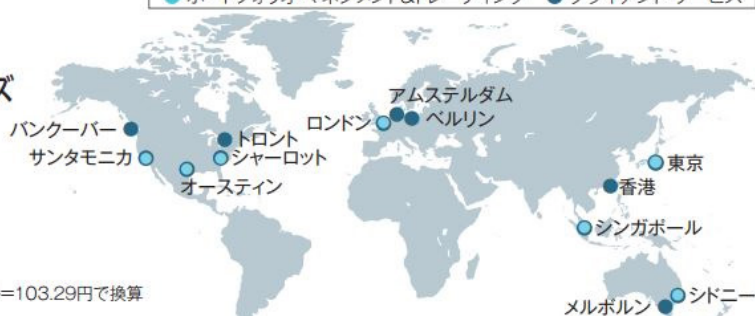 ズ
アムステルダム
ロンドン
ベルリン
バンクーバー
トロント
サンタモニカ
シャーロット
オースティン
東京
香港
シンガポール
=103.29円で換算
シドニー
メルボルン